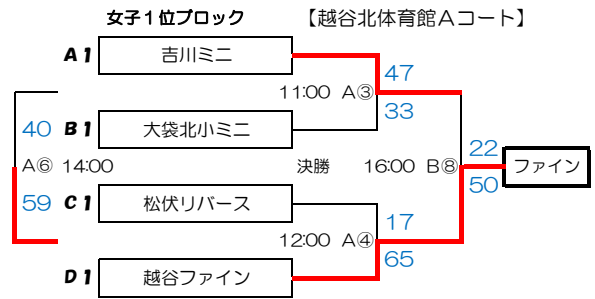 女子１位ブロック 【越谷北体育館Ａコート】
A1 吉川ミニ
47
11:00 A③
33
40 B1 大袋北小ミニ
22
A⑥ 14:00 決勝 16:00 B⑧ ファイン
50
59 C1 松伏リバース
17
12:00 A④
65
D1 越谷ファイン